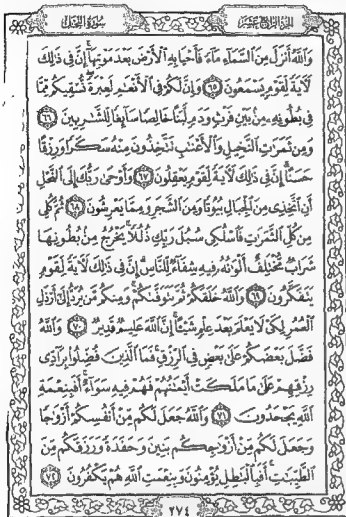 الجزء الرابع عشر
سورة النحل
وَاللَّهُ أَنزَلَ مِنَ السَّمَاءِ مَاءً فَأَحْيَا بِهِ الْأَرْضَ بَعْدَ مَوْتِهَا إِنَّ فِي ذَٰلِكَ
لَآيَةً لِّقَوْمٍ يَسْمَعُونَ ٦٥ وَإِنَّ لَكُمْ فِي الْأَنْعَامِ لَعِبْرَةً نُّسْقِيكُم مِّمَّا
فِي بُطُونِهِ مِن بَيْنِ فَرْثٍ وَدَمٍ لَّبَنًا خَالِصًا سَائِغًا لِّلشَّارِبِينَ ٦٦
وَمِن ثَمَرَاتِ النَّخِيلِ وَالْأَعْنَابِ تَتَّخِذُونَ مِنْهُ سَكَرًا وَرِزْقًا
حَسَنًا إِنَّ فِي ذَٰلِكَ لَآيَةً لِّقَوْمٍ يَعْقِلُونَ ٦٧ وَأَوْحَىٰ رَبُّكَ إِلَى النَّحْلِ
أَنِ اتَّخِذِي مِنَ الْجِبَالِ بُيُوتًا وَمِنَ الشَّجَرِ وَمِمَّا يَعْرِشُونَ ٦٨ ثُمَّ كُلِي
مِن كُلِّ الثَّمَرَاتِ فَاسْلُكِي سُبُلَ رَبِّكِ ذُلُلًا يَخْرُجُ مِن بُطُونِهَا
شَرَابٌ مُّخْتَلِفٌ أَلْوَانُهُ فِيهِ شِفَاءٌ لِّلنَّاسِ إِنَّ فِي ذَٰلِكَ لَآيَةً لِّقَوْمٍ
يَتَفَكَّرُونَ ٦٩ وَاللَّهُ خَلَقَكُمْ ثُمَّ يَتَوَفَّاكُمْ وَمِنكُم مَّن يُرَدُّ إِلَىٰ أَرْذَلِ
الْعُمُرِ لِكَيْ لَا يَعْلَمَ بَعْدَ عِلْمٍ شَيْئًا إِنَّ اللَّهَ عَلِيمٌ قَدِيرٌ ٧٠ وَاللَّهُ
فَضَّلَ بَعْضَكُمْ عَلَىٰ بَعْضٍ فِي الرِّزْقِ فَمَا الَّذِينَ فُضِّلُوا بِرَادِّي
رِزْقِهِمْ عَلَىٰ مَا مَلَكَتْ أَيْمَانُهُمْ فَهُمْ فِيهِ سَوَاءٌ أَفَبِنِعْمَةِ
اللَّهِ يَجْحَدُونَ ٧١ وَاللَّهُ جَعَلَ لَكُم مِّنْ أَنفُسِكُمْ أَزْوَاجًا
وَجَعَلَ لَكُم مِّنْ أَزْوَاجِكُم بَنِينَ وَحَفَدَةً وَرَزَقَكُم مِّنَ
الطَّيِّبَاتِ أَفَبِالْبَاطِلِ يُؤْمِنُونَ وَبِنِعْمَتِ اللَّهِ هُمْ يَكْفُرُونَ ٧٢
٢٧٤